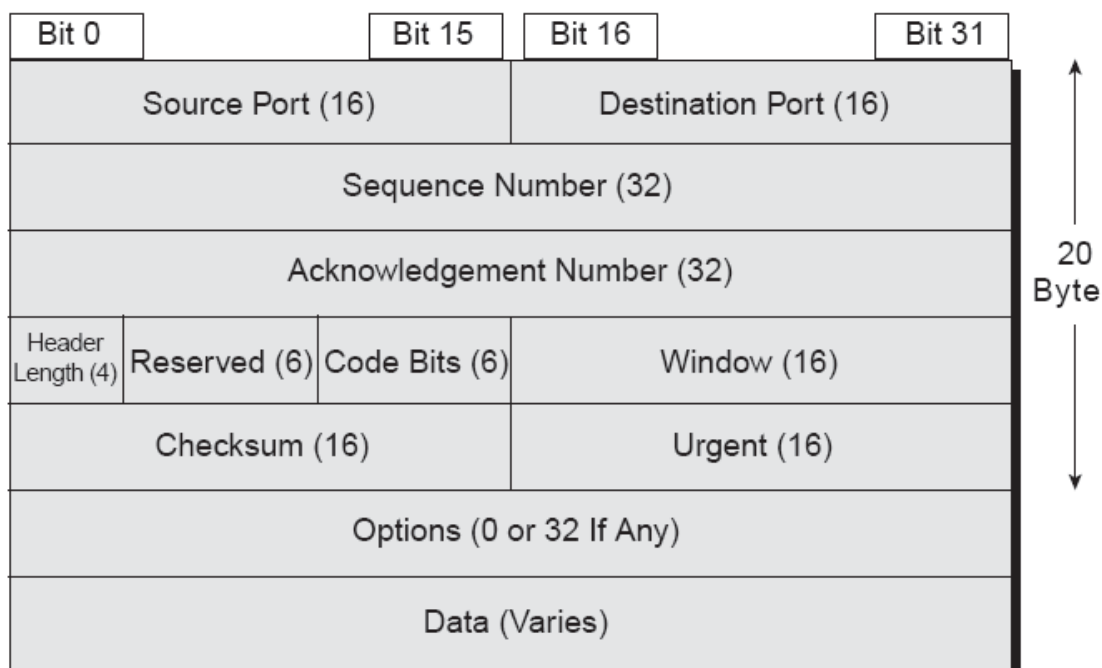 Bit 0 Bit 15 Bit 16 Bit 31
Source Port (16) Destination Port (16)
Sequence Number (32)
Acknowledgement Number (32)
20
Byte
Header
Length (4) Reserved (6) Code Bits (6) Window (16)
Checksum (16) Urgent (16)
Options (0 or 32 If Any)
Data (Varies)